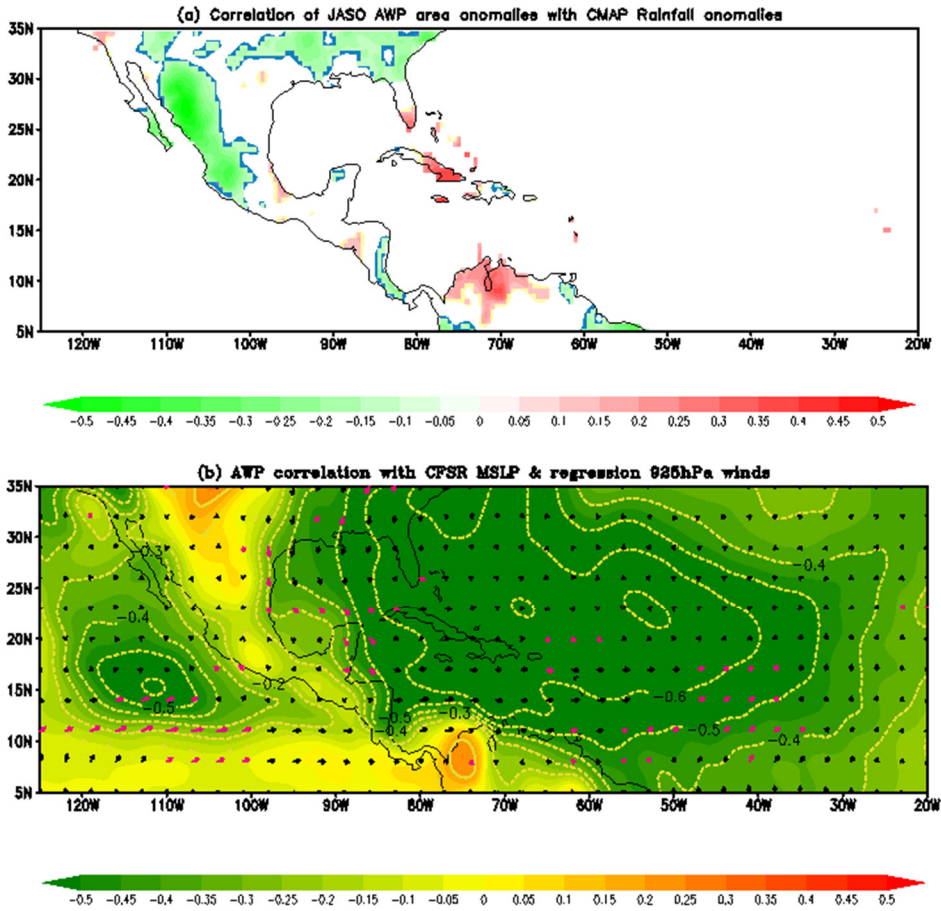 (a) Correlation of JASO AWP area anomalies with CMAP Rainfall anomalies
35N
30N
25N
20N
15N
10N
5N
120W 110W 100W 90W 80W 70W 60W 50W 40W 30W 20W
-0.5 -0.45 -0.4 -0.35 -0.3 -0.25 -0.2 -0.15 -0.1 -0.05 0 0.05 0.1 0.15 0.2 0.25 0.3 0.35 0.4 0.45 0.5
(b) AWP correlation with CFSR MSLP & regression 925hPa winds
35N
30N
-0.3
-0.4
25N
-0.4
20N
-0.2
15N
-0.5
-0.5
-0.3
-0.6
-0.4
-0.5
-0.4
10N
5N
120W 110W 100W 90W 80W 70W 60W 50W 40W 30W 20W
-0.5 -0.45 -0.4 -0.35 -0.3 -0.25 -0.2 -0.15 -0.1 -0.05 0 0.05 0.1 0.15 0.2 0.25 0.3 0.35 0.4 0.45 0.5